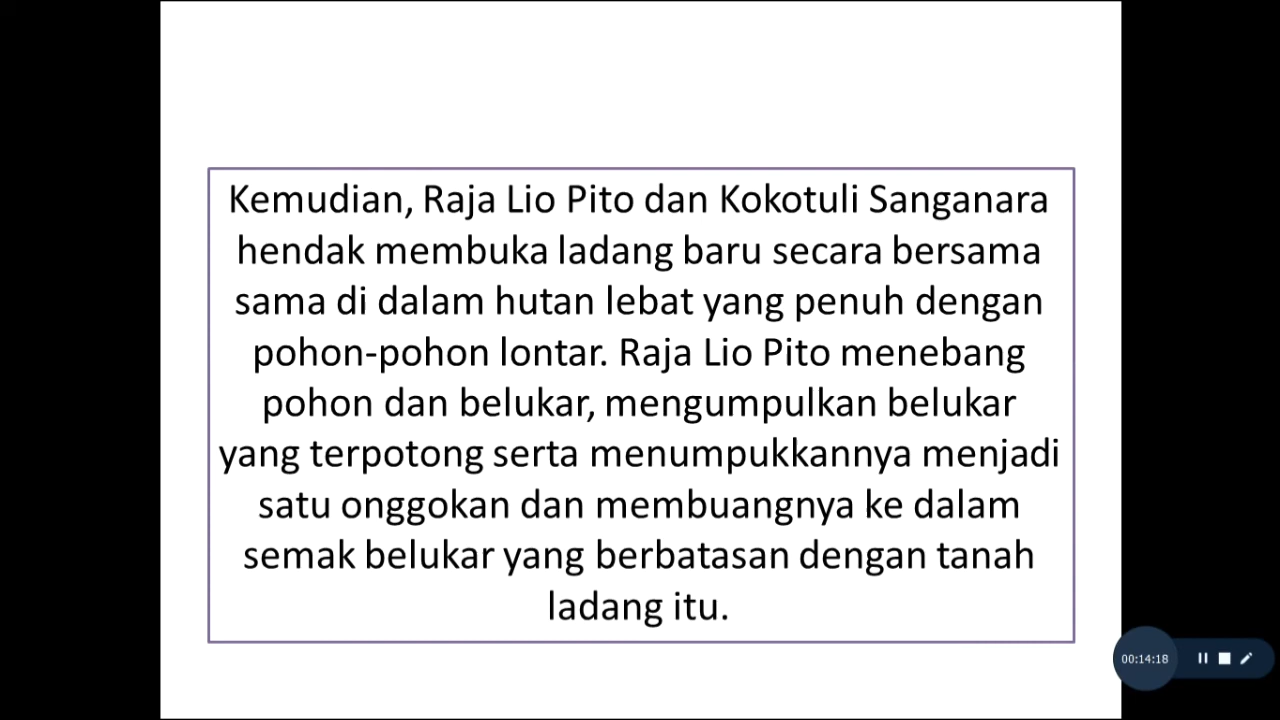 Kemudian, Raja Lio Pito dan Kokotuli Sanganara
hendak membuka ladang baru secara bersama
sama di dalam hutan lebat yang penuh dengan
pohon-pohon lontar. Raja Lio Pito menebang
pohon dan belukar, mengumpulkan belukar
yang terpotong serta menumpukkannya menjadi
satu onggokan dan membuangnya ke dalam
semak belukar yang berbatasan dengan tanah
ladang itu.
00:14:18